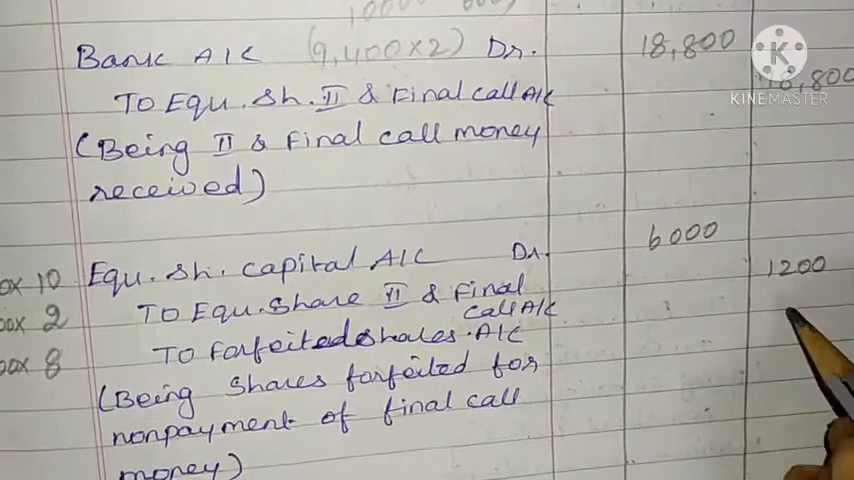 Bank A/C (9,400×2) Dr. 18,800
To Equ. Sh. II & Final call A/C 18,800
(Being II & Final call money
received)
0x 10 Equ. Sh. Capital A/C Dr. 6000
00x 2 To Equ. Share II & Final call A/C 1200
00x 8 To Forfeited shares. A/C
(Being Shares forfeited for
nonpayment of final call
money)
KINEMASTER